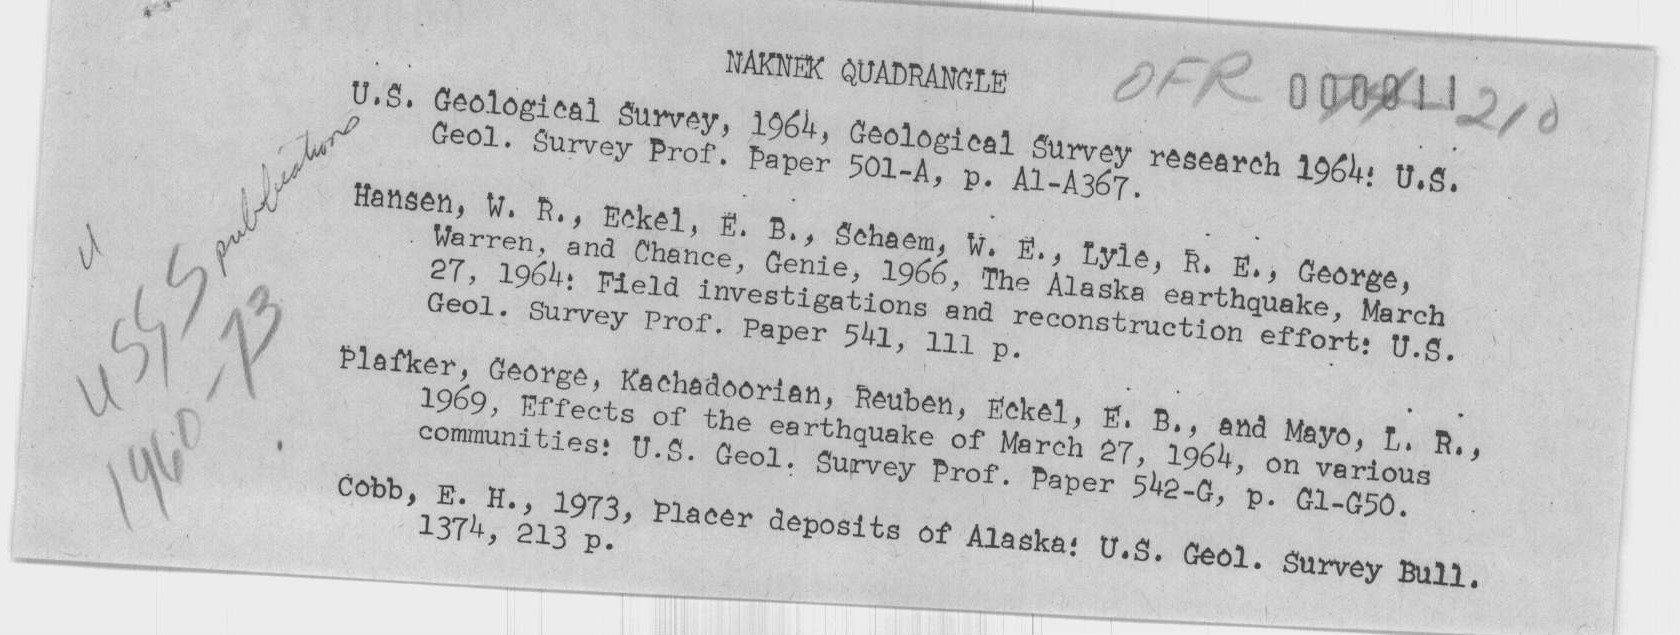 NAKNEK QUADRANGLE
OFR 000011 210
U.S. Geological Survey, 1964, Geological Survey research 1964: U.S.
Geol. Survey Prof. Paper 501-A, p. A1-A367.
Hansen, W. R., Eckel, E. B., Schaem, W. E., Lyle, R. E., George,
Warren, and Chance, Genie, 1966, The Alaska earthquake, March
27, 1964: Field investigations and reconstruction effort: U.S.
Geol. Survey Prof. Paper 541, 111 p.
Plafker, George, Kachadoorian, Reuben, Eckel, E. B., and Mayo, L. R.,
1969, Effects of the earthquake of March 27, 1964, on various
communities: U.S. Geol. Survey Prof. Paper 542-G, p. G1-G50.
Cobb, E. H., 1973, Placer deposits of Alaska: U.S. Geol. Survey Bull.
1374, 213 p.
USGS publications
1960-73